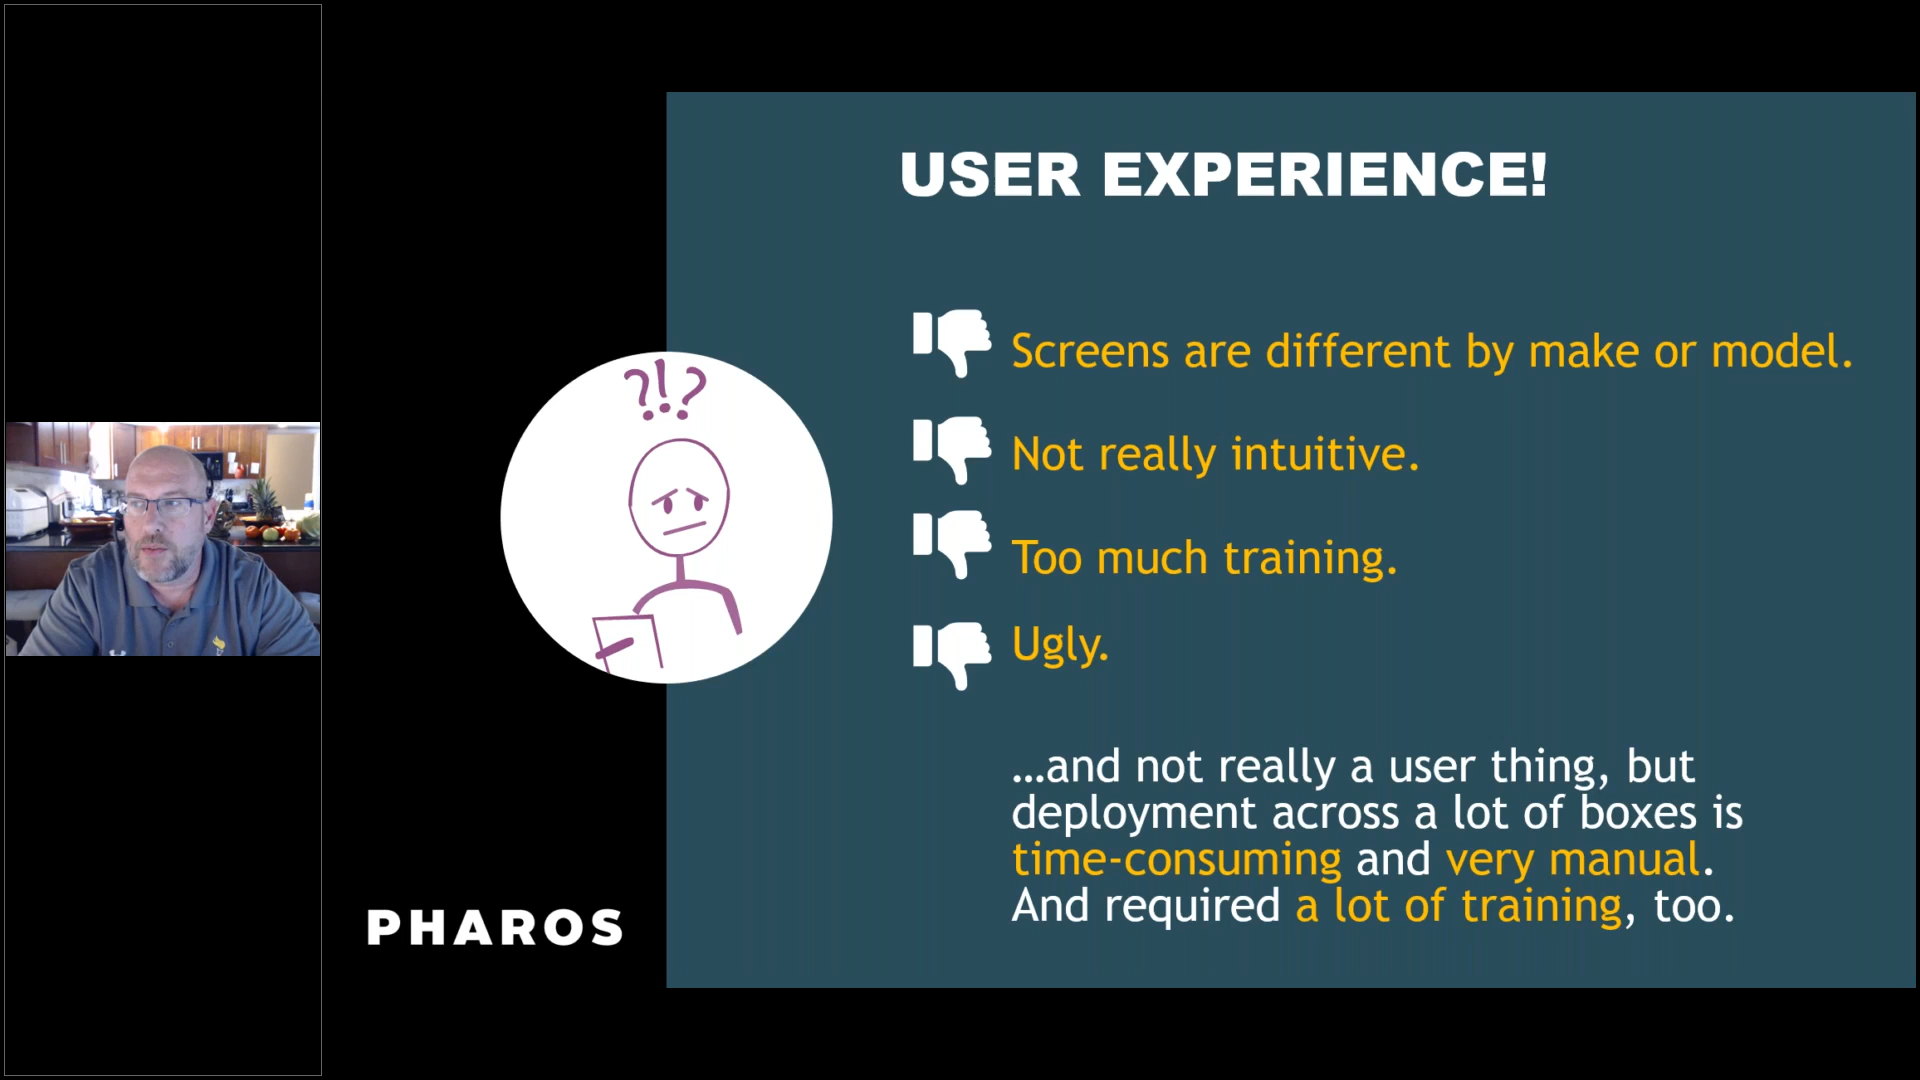 USER EXPERIENCE!
?!?
Screens are different by make or model.
Not really intuitive.
Too much training.
Ugly.
…and not really a user thing, but
deployment across a lot of boxes is
time-consuming and very manual.
And required a lot of training, too.
PHAROS